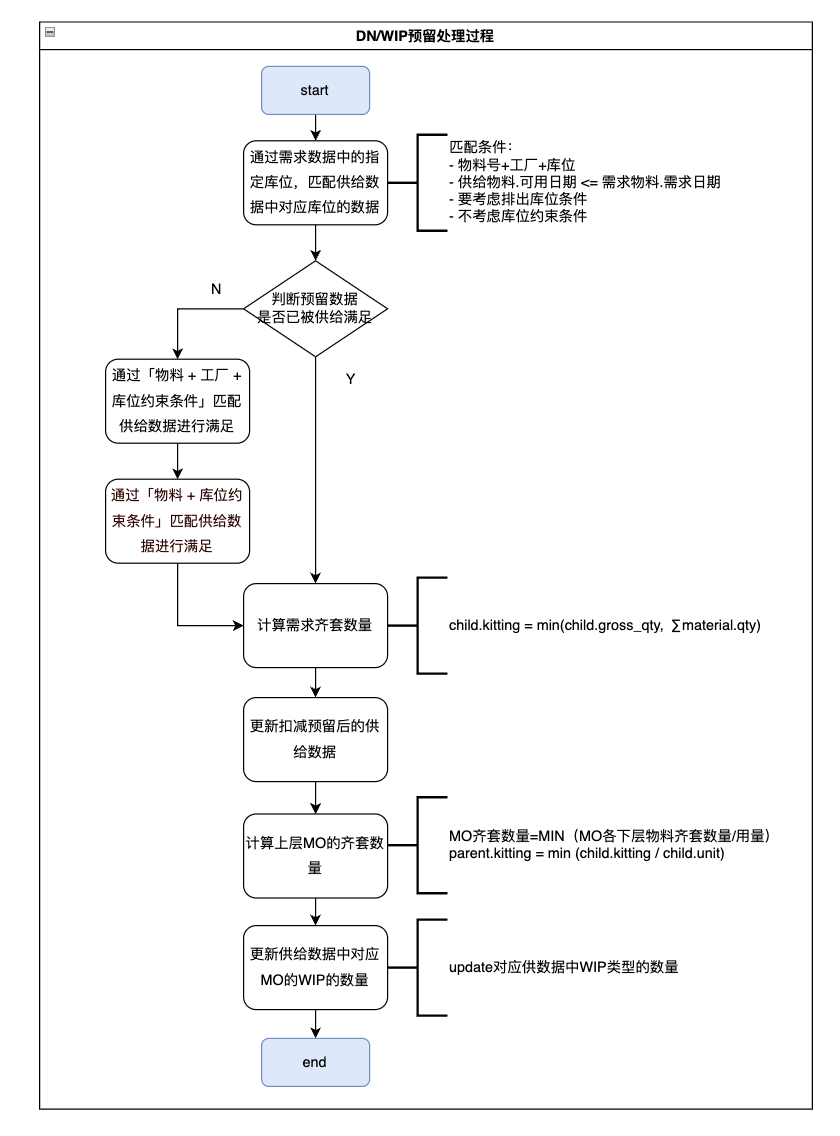 DN/WIP预留处理过程
start
通过需求数据中的指
定库位，匹配供给数
据中对应库位的数据
匹配条件：
- 物料号+工厂+库位
- 供给物料.可用日期 <= 需求物料.需求日期
- 要考虑排出库位条件
- 不考虑库位约束条件
判断预留数据
是否已被供给满足
N
Y
通过「物料 + 工厂 +
库位约束条件」匹配
供给数据进行满足
通过「物料 + 库位约
束条件」匹配供给数
据进行满足
计算需求齐套数量
child.kitting = min(child.gross_qty, ∑material.qty)
更新扣减预留后的供
给数据
计算上层MO的齐套数
量
MO齐套数量=MIN（MO各下层物料齐套数量/用量）
parent.kitting = min (child.kitting / child.unit)
更新供给数据中对应
MO的WIP的数量
update对应供数据中WIP类型的数量
end